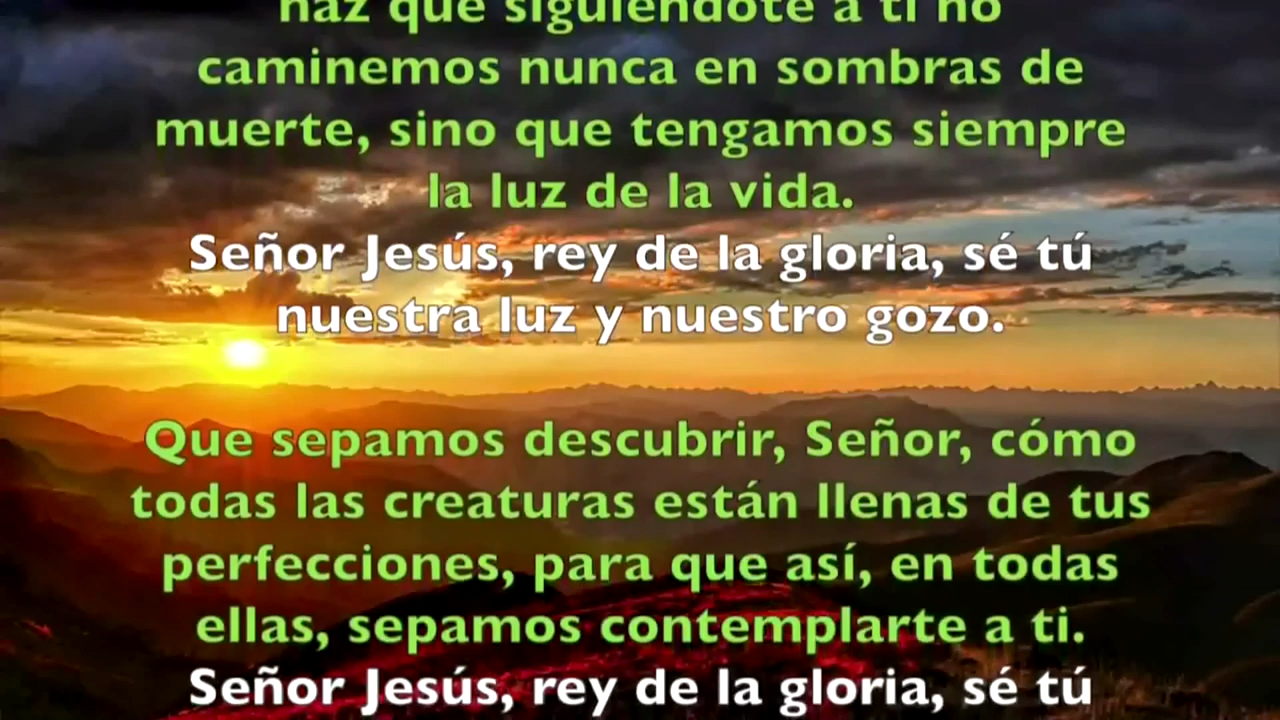 haz que siguiéndote a ti no
caminemos nunca en sombras de
muerte, sino que tengamos siempre
la luz de la vida.
Señor Jesús, rey de la gloria, sé tú
nuestra luz y nuestro gozo.
Que sepamos descubrir, Señor, cómo
todas las creaturas están llenas de tus
perfecciones, para que así, en todas
ellas, sepamos contemplarte a ti.
Señor Jesús, rey de la gloria, sé tú